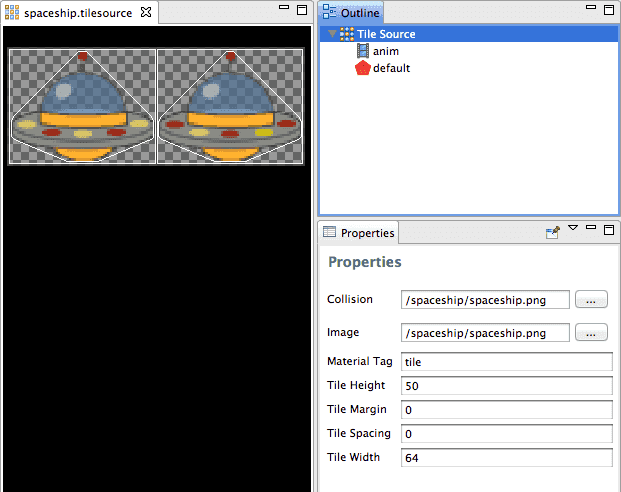 spaceship.tilesource
Outline
Tile Source
anim
default
Properties
Properties
Collision /spaceship/spaceship.png ...
Image /spaceship/spaceship.png ...
Material Tag tile
Tile Height 50
Tile Margin 0
Tile Spacing 0
Tile Width 64